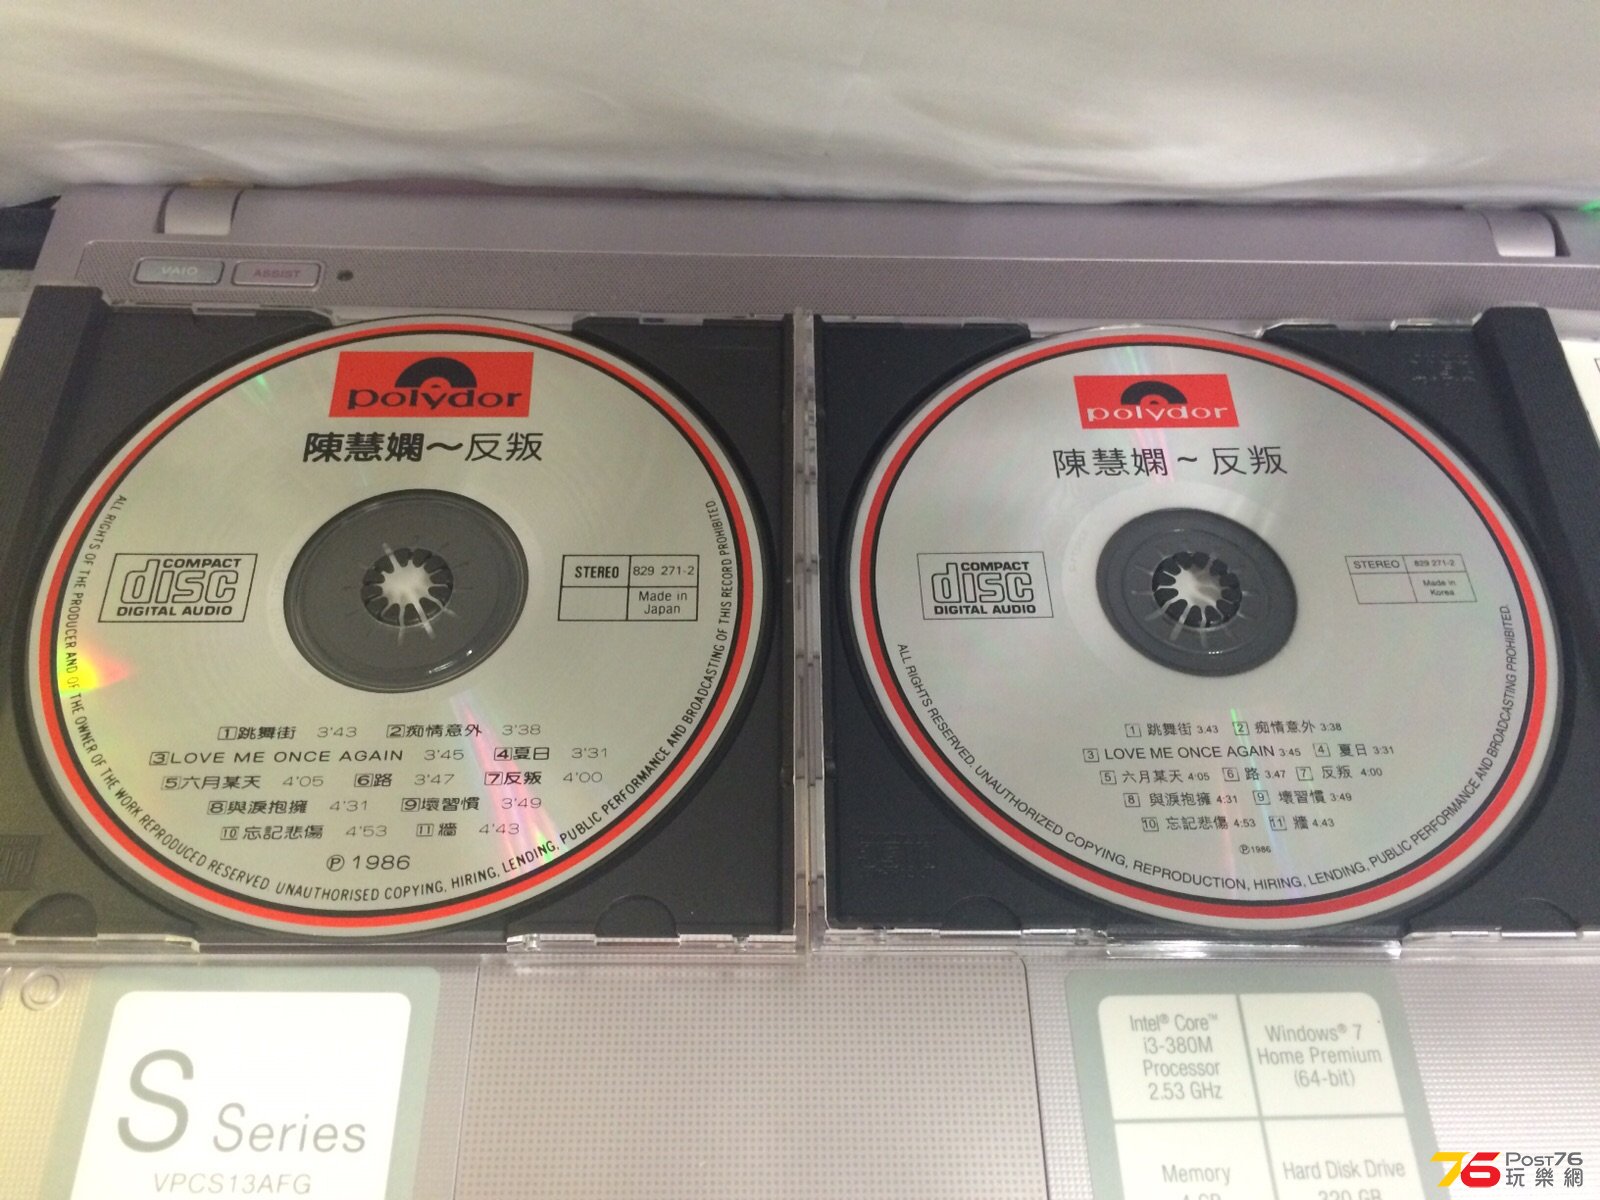 VAIO
ASSIST
polydor
陳慧嫻～反叛
COMPACT
disc
DIGITAL AUDIO
STEREO 829 271-2
Made in
Japan
1 跳舞街 3'43 2 痴情意外 3'38
3 LOVE ME ONCE AGAIN 3'45 4 夏日 3'31
5 六月某天 4'05 6 路 3'47 7 反叛 4'00
8 與淚抱擁 4'31 9 壞習慣 3'49
10 忘記悲傷 4'53 11 牆 4'43
℗ 1986
ALL RIGHTS OF THE PRODUCER AND OF THE OWNER OF THE WORK REPRODUCED RESERVED. UNAUTHORISED COPYING, HIRING, LENDING, PUBLIC PERFORMANCE AND BROADCASTING OF THIS RECORD PROHIBITED
polydor
陳慧嫻～反叛
COMPACT
disc
DIGITAL AUDIO
STEREO 829 271-2
Made in
Korea
1 跳舞街 3:43 2 痴情意外 3:38
3 LOVE ME ONCE AGAIN 3:45 4 夏日 3:31
5 六月某天 4:05 6 路 3:47 7 反叛 4:00
8 與淚抱擁 4:31 9 壞習慣 3:49
10 忘記悲傷 4:53 11 牆 4:43
℗1986
ALL RIGHTS RESERVED. UNAUTHORIZED COPYING, REPRODUCTION, HIRING, LENDING, PUBLIC PERFORMANCE AND BROADCASTING PROHIBITED.
S Series
VPCS13AFG
Intel® Core™
i3-380M
Processor
2.53 GHz
Windows® 7
Home Premium
(64-bit)
Memory
Hard Disk Drive
320 GB
76 POST76
玩樂網